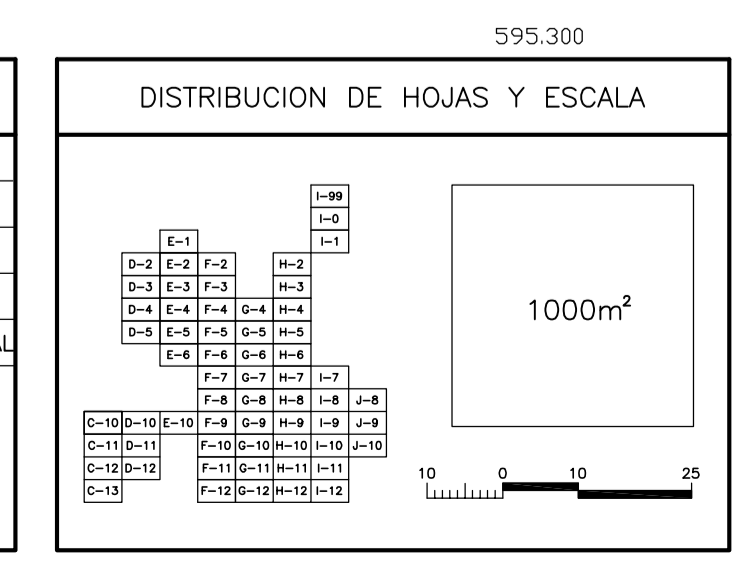 595.300
DISTRIBUCION DE HOJAS Y ESCALA
AL
I-99
I-0
E-1 I-1
D-2 E-2 F-2 H-2
D-3 E-3 F-3 H-3
D-4 E-4 F-4 G-4 H-4
D-5 E-5 F-5 G-5 H-5
E-6 F-6 G-6 H-6
F-7 G-7 H-7 I-7
F-8 G-8 H-8 I-8 J-8
C-10 D-10 E-10 F-9 G-9 H-9 I-9 J-9
C-11 D-11 F-10 G-10 H-10 I-10 J-10
C-12 D-12 F-11 G-11 H-11 I-11
C-13 F-12 G-12 H-12 I-12
1000m²
10 0 10 25